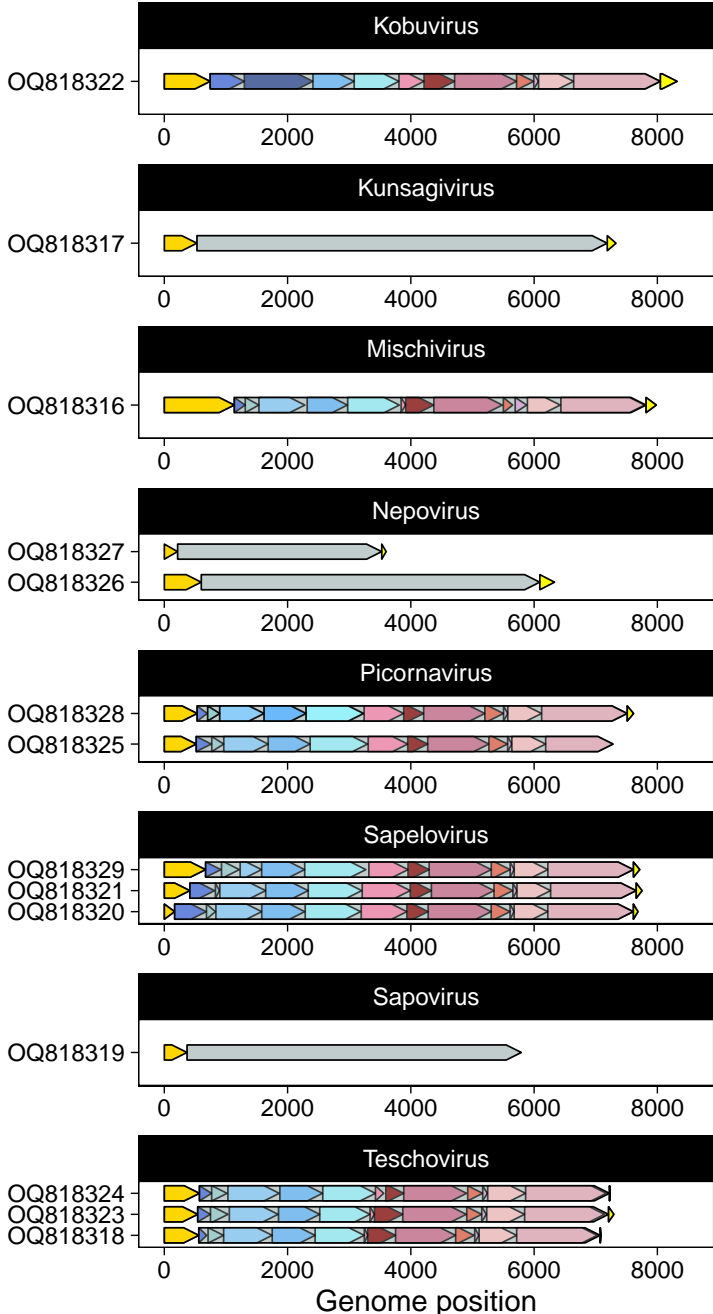 Kobuvirus
OQ818322
0 2000 4000 6000 8000
Kunsagivirus
OQ818317
0 2000 4000 6000 8000
Mischivirus
OQ818316
0 2000 4000 6000 8000
Nepovirus
OQ818327
OQ818326
0 2000 4000 6000 8000
Picornavirus
OQ818328
OQ818325
0 2000 4000 6000 8000
Sapelovirus
OQ818329
OQ818321
OQ818320
0 2000 4000 6000 8000
Sapovirus
OQ818319
0 2000 4000 6000 8000
Teschovirus
OQ818324
OQ818323
OQ818318
0 2000 4000 6000 8000
Genome position